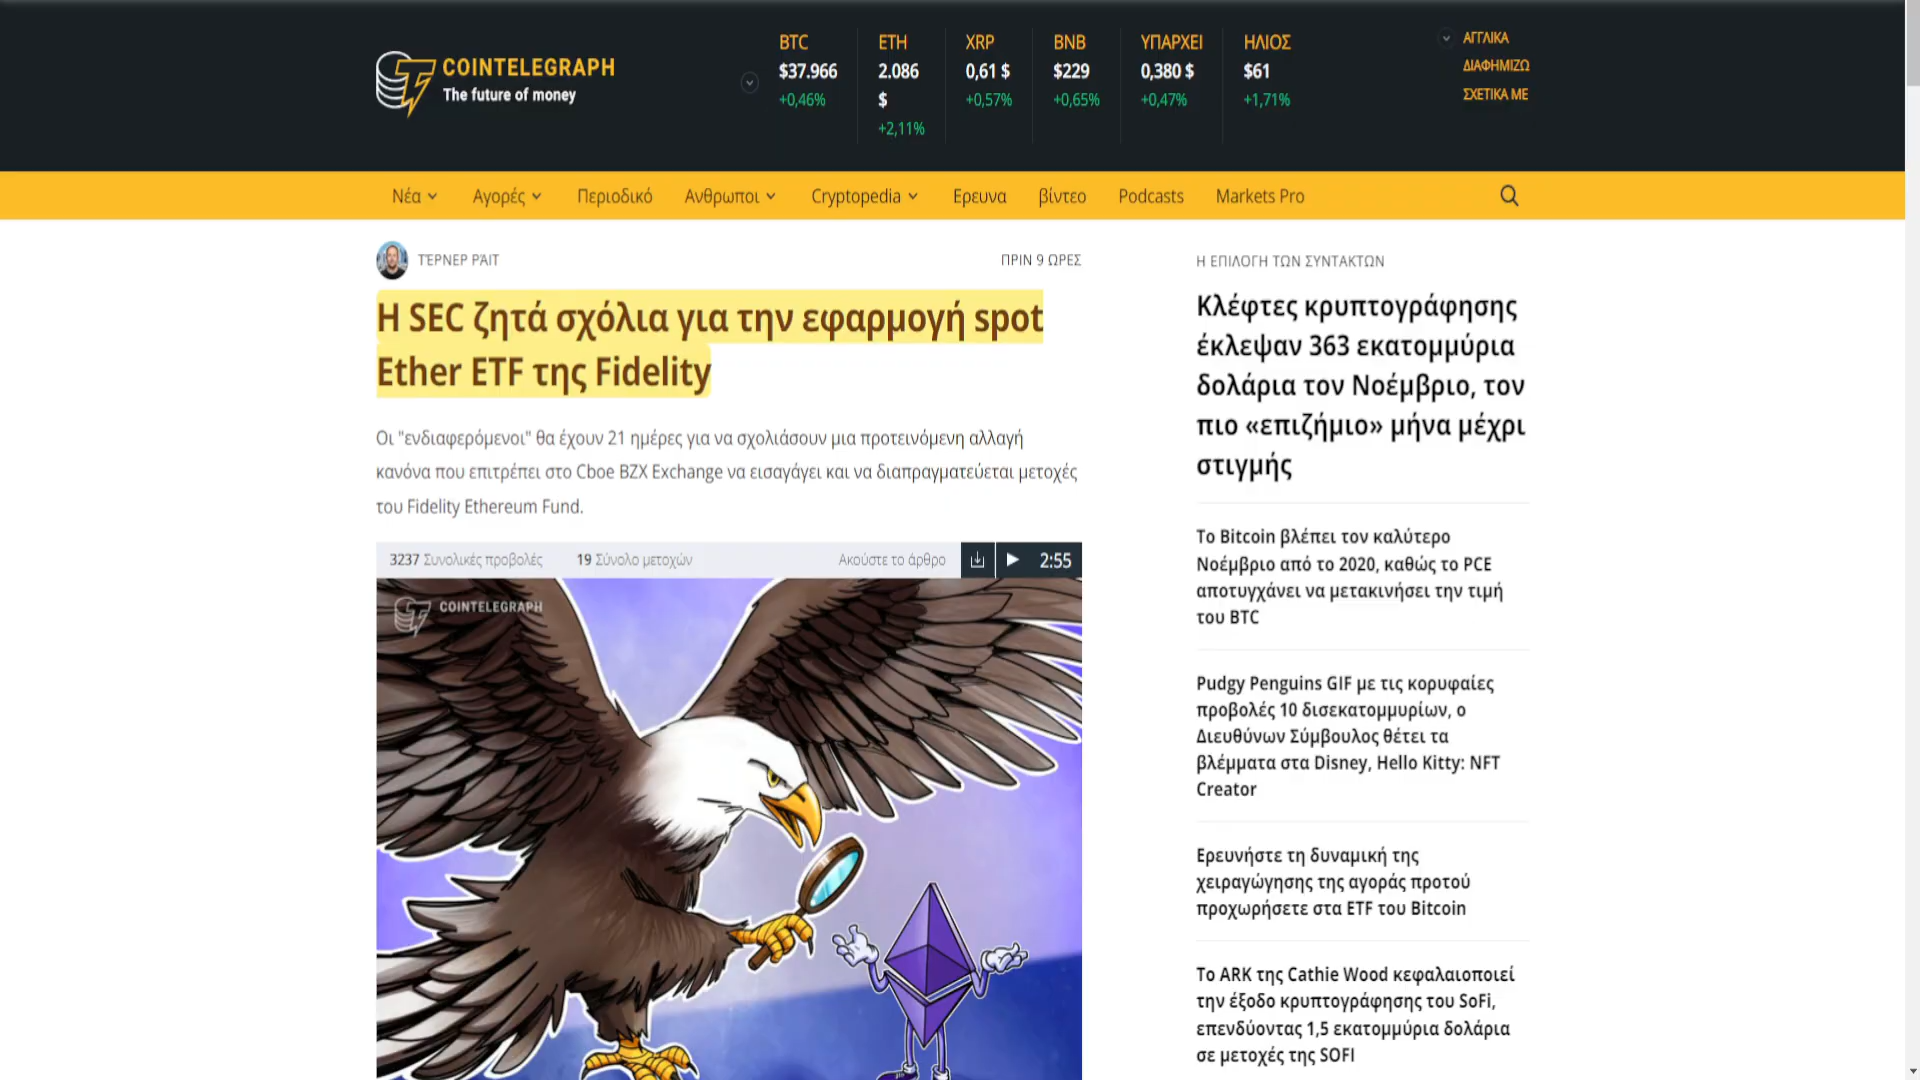 COINTELEGRAPH
The future of money
BTC
$37.966
+0,46%
ETH
2.086
$
+2,11%
XRP
0,61 $
+0,57%
BNB
$229
+0,65%
ΥΠΑΡΧΕΙ
0,380 $
+0,47%
ΗΛΙΟΣ
$61
+1,71%
ΑΓΓΛΙΚΑ
ΔΙΑΦΗΜΙΖΩ
ΣΧΕΤΙΚΑ ΜΕ
Νέα Αγορές Περιοδικό Ανθρωποι Cryptopedia Ερευνα βίντεο Podcasts Markets Pro
ΤΈΡΝΕΡ ΡΆΙΤ
ΠΡΙΝ 9 ΩΡΕΣ
Η SEC ζητά σχόλια για την εφαρμογή spot
Ether ETF της Fidelity
Οι "ενδιαφερόμενοι" θα έχουν 21 ημέρες για να σχολιάσουν μια προτεινόμενη αλλαγή
κανόνα που επιτρέπει στο Cboe BZX Exchange να εισαγάγει και να διαπραγματεύεται μετοχές
του Fidelity Ethereum Fund.
3237 Συνολικές προβολές 19 Σύνολο μετοχών Ακούστε το άρθρο 2:55
COINTELEGRAPH
Η ΕΠΙΛΟΓΗ ΤΩΝ ΣΥΝΤΑΚΤΩΝ
Κλέφτες κρυπτογράφησης
έκλεψαν 363 εκατομμύρια
δολάρια τον Νοέμβριο, τον
πιο «επιζήμιο» μήνα μέχρι
στιγμής
Το Bitcoin βλέπει τον καλύτερο
Νοέμβριο από το 2020, καθώς το PCE
αποτυγχάνει να μετακινήσει την τιμή
του BTC
Pudgy Penguins GIF με τις κορυφαίες
προβολές 10 δισεκατομμυρίων, ο
Διευθύνων Σύμβουλος θέτει τα
βλέμματα στα Disney, Hello Kitty: NFT
Creator
Ερευνήστε τη δυναμική της
χειραγώγησης της αγοράς προτού
προχωρήσετε στα ETF του Bitcoin
Το ARK της Cathie Wood κεφαλαιοποιεί
την έξοδο κρυπτογράφησης του SoFi,
επενδύοντας 1,5 εκατομμύρια δολάρια
σε μετοχές της SOFI